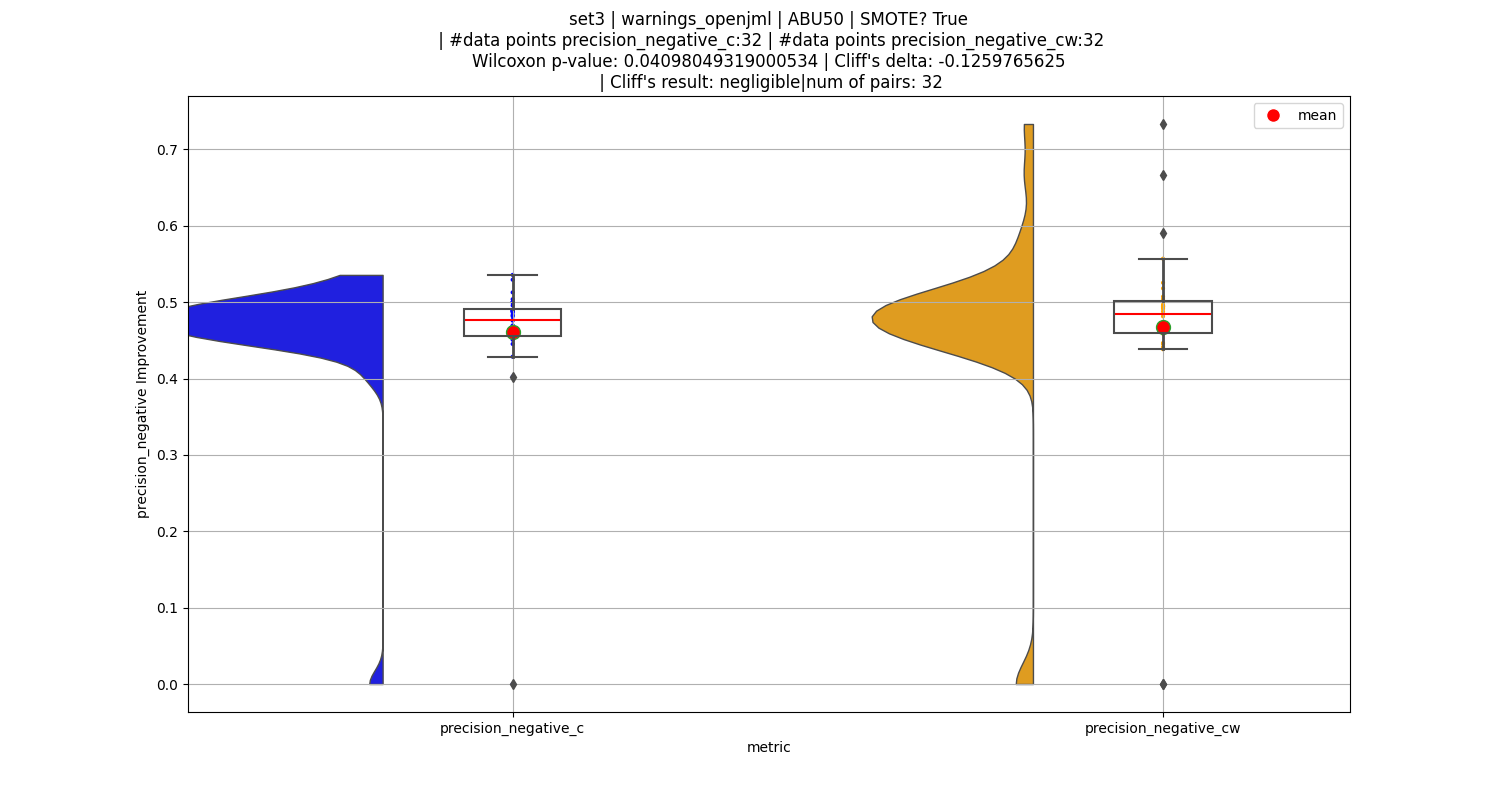 set3 | warnings_openjml | ABU50 | SMOTE? True
| #data points precision_negative_c:32 | #data points precision_negative_cw:32
Wilcoxon p-value: 0.04098049319000534 | Cliff's delta: -0.1259765625
| Cliff's result: negligible|num of pairs: 32
mean
0.7
0.6
0.5
0.4
0.3
0.2
0.1
0.0
precision_negative Improvement
precision_negative_c
precision_negative_cw
metric